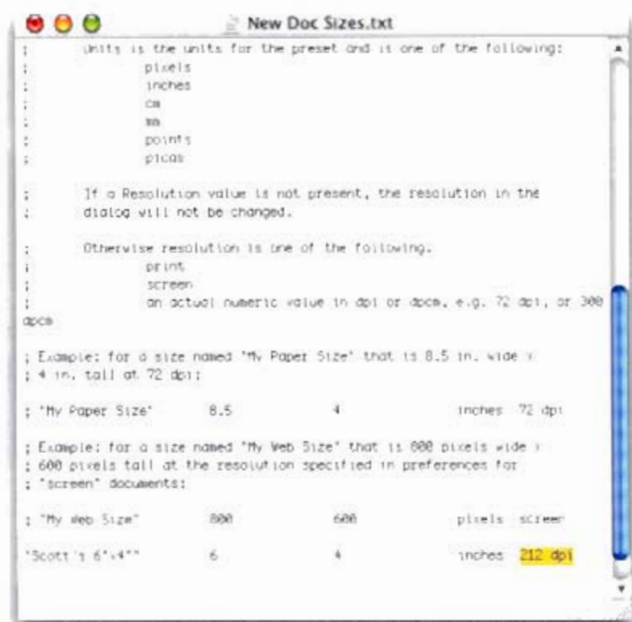 New Doc Sizes.txt
; Units is the units for the preset and is one of the following:
; pixels
; inches
; cm
; mm
; points
; picas
; If a Resolution value is not present, the resolution in the
; dialog will not be changed.
; Otherwise resolution is one of the following.
; print
; screen
; an actual numeric value in dpi or dpcm, e.g. 72 dpi, or 300
dpcm
; Example: for a size named "My Paper Size" that is 8.5 in. wide x
; 4 in. tall at 72 dpi:
; "My Paper Size" 8.5 4 inches 72 dpi
; Example: for a size named "My Web Size" that is 800 pixels wide x
; 600 pixels tall at the resolution specified in preferences for
; "screen" documents:
; "My Web Size" 800 600 pixels screen
"Scott's 6"x4"" 6 4 inches 212 dpi